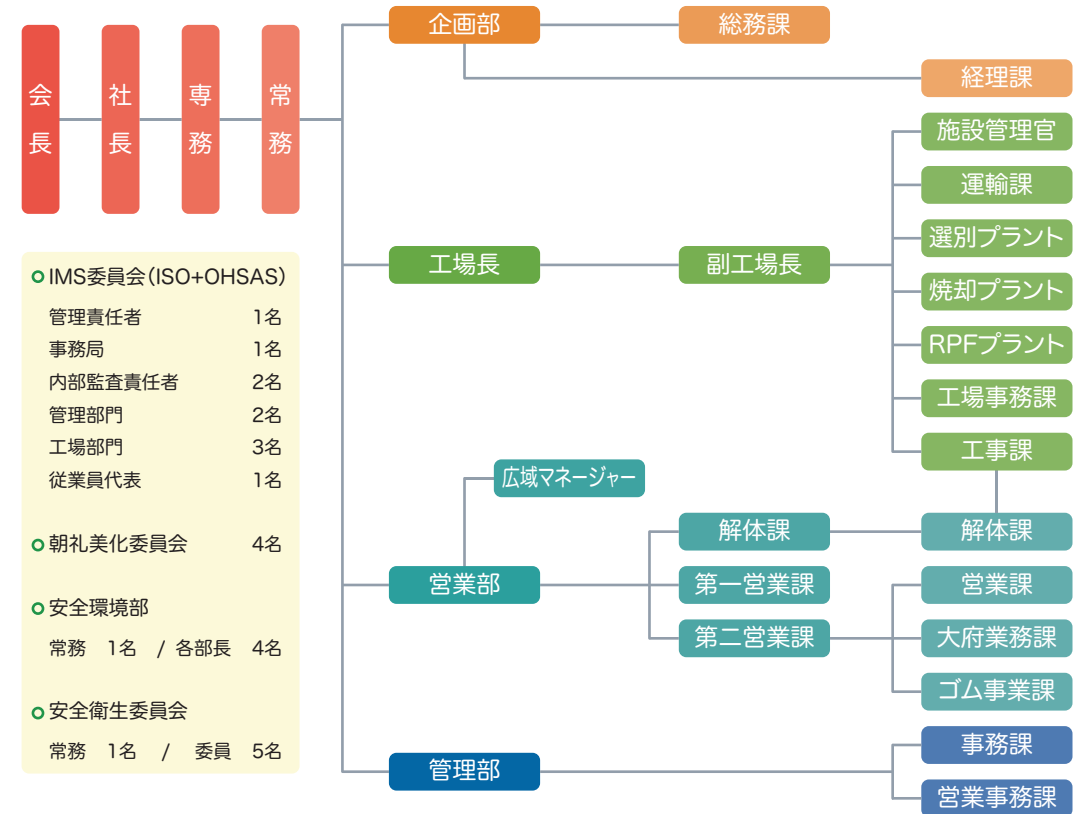 会長
社長
専務
常務
企画部
総務課
経理課
施設管理官
運輸課
選別プラント
焼却プラント
RPFプラント
工場事務課
工事課
工場長
副工場長
広域マネージャー
営業部
解体課
解体課
第一営業課
営業課
第二営業課
大府業務課
ゴム事業課
管理部
事務課
営業事務課
IMS委員会(ISO+OHSAS)
管理責任者 1名
事務局 1名
内部監査責任者 2名
管理部門 2名
工場部門 3名
従業員代表 1名
朝礼美化委員会 4名
安全環境部
常務 1名 / 各部長 4名
安全衛生委員会
常務 1名 / 委員 5名